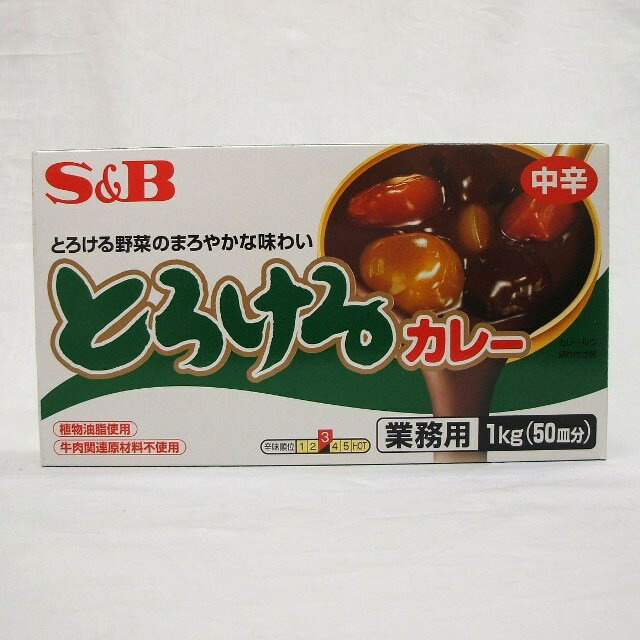 S&B
中辛
とろける野菜のまろやかな味わい
とろける
カレー
カレールウ
盛り付け例
植物油脂使用
牛肉関連原材料不使用
辛味順位 1 2 3 4 5 HOT
業務用 1kg(50皿分)